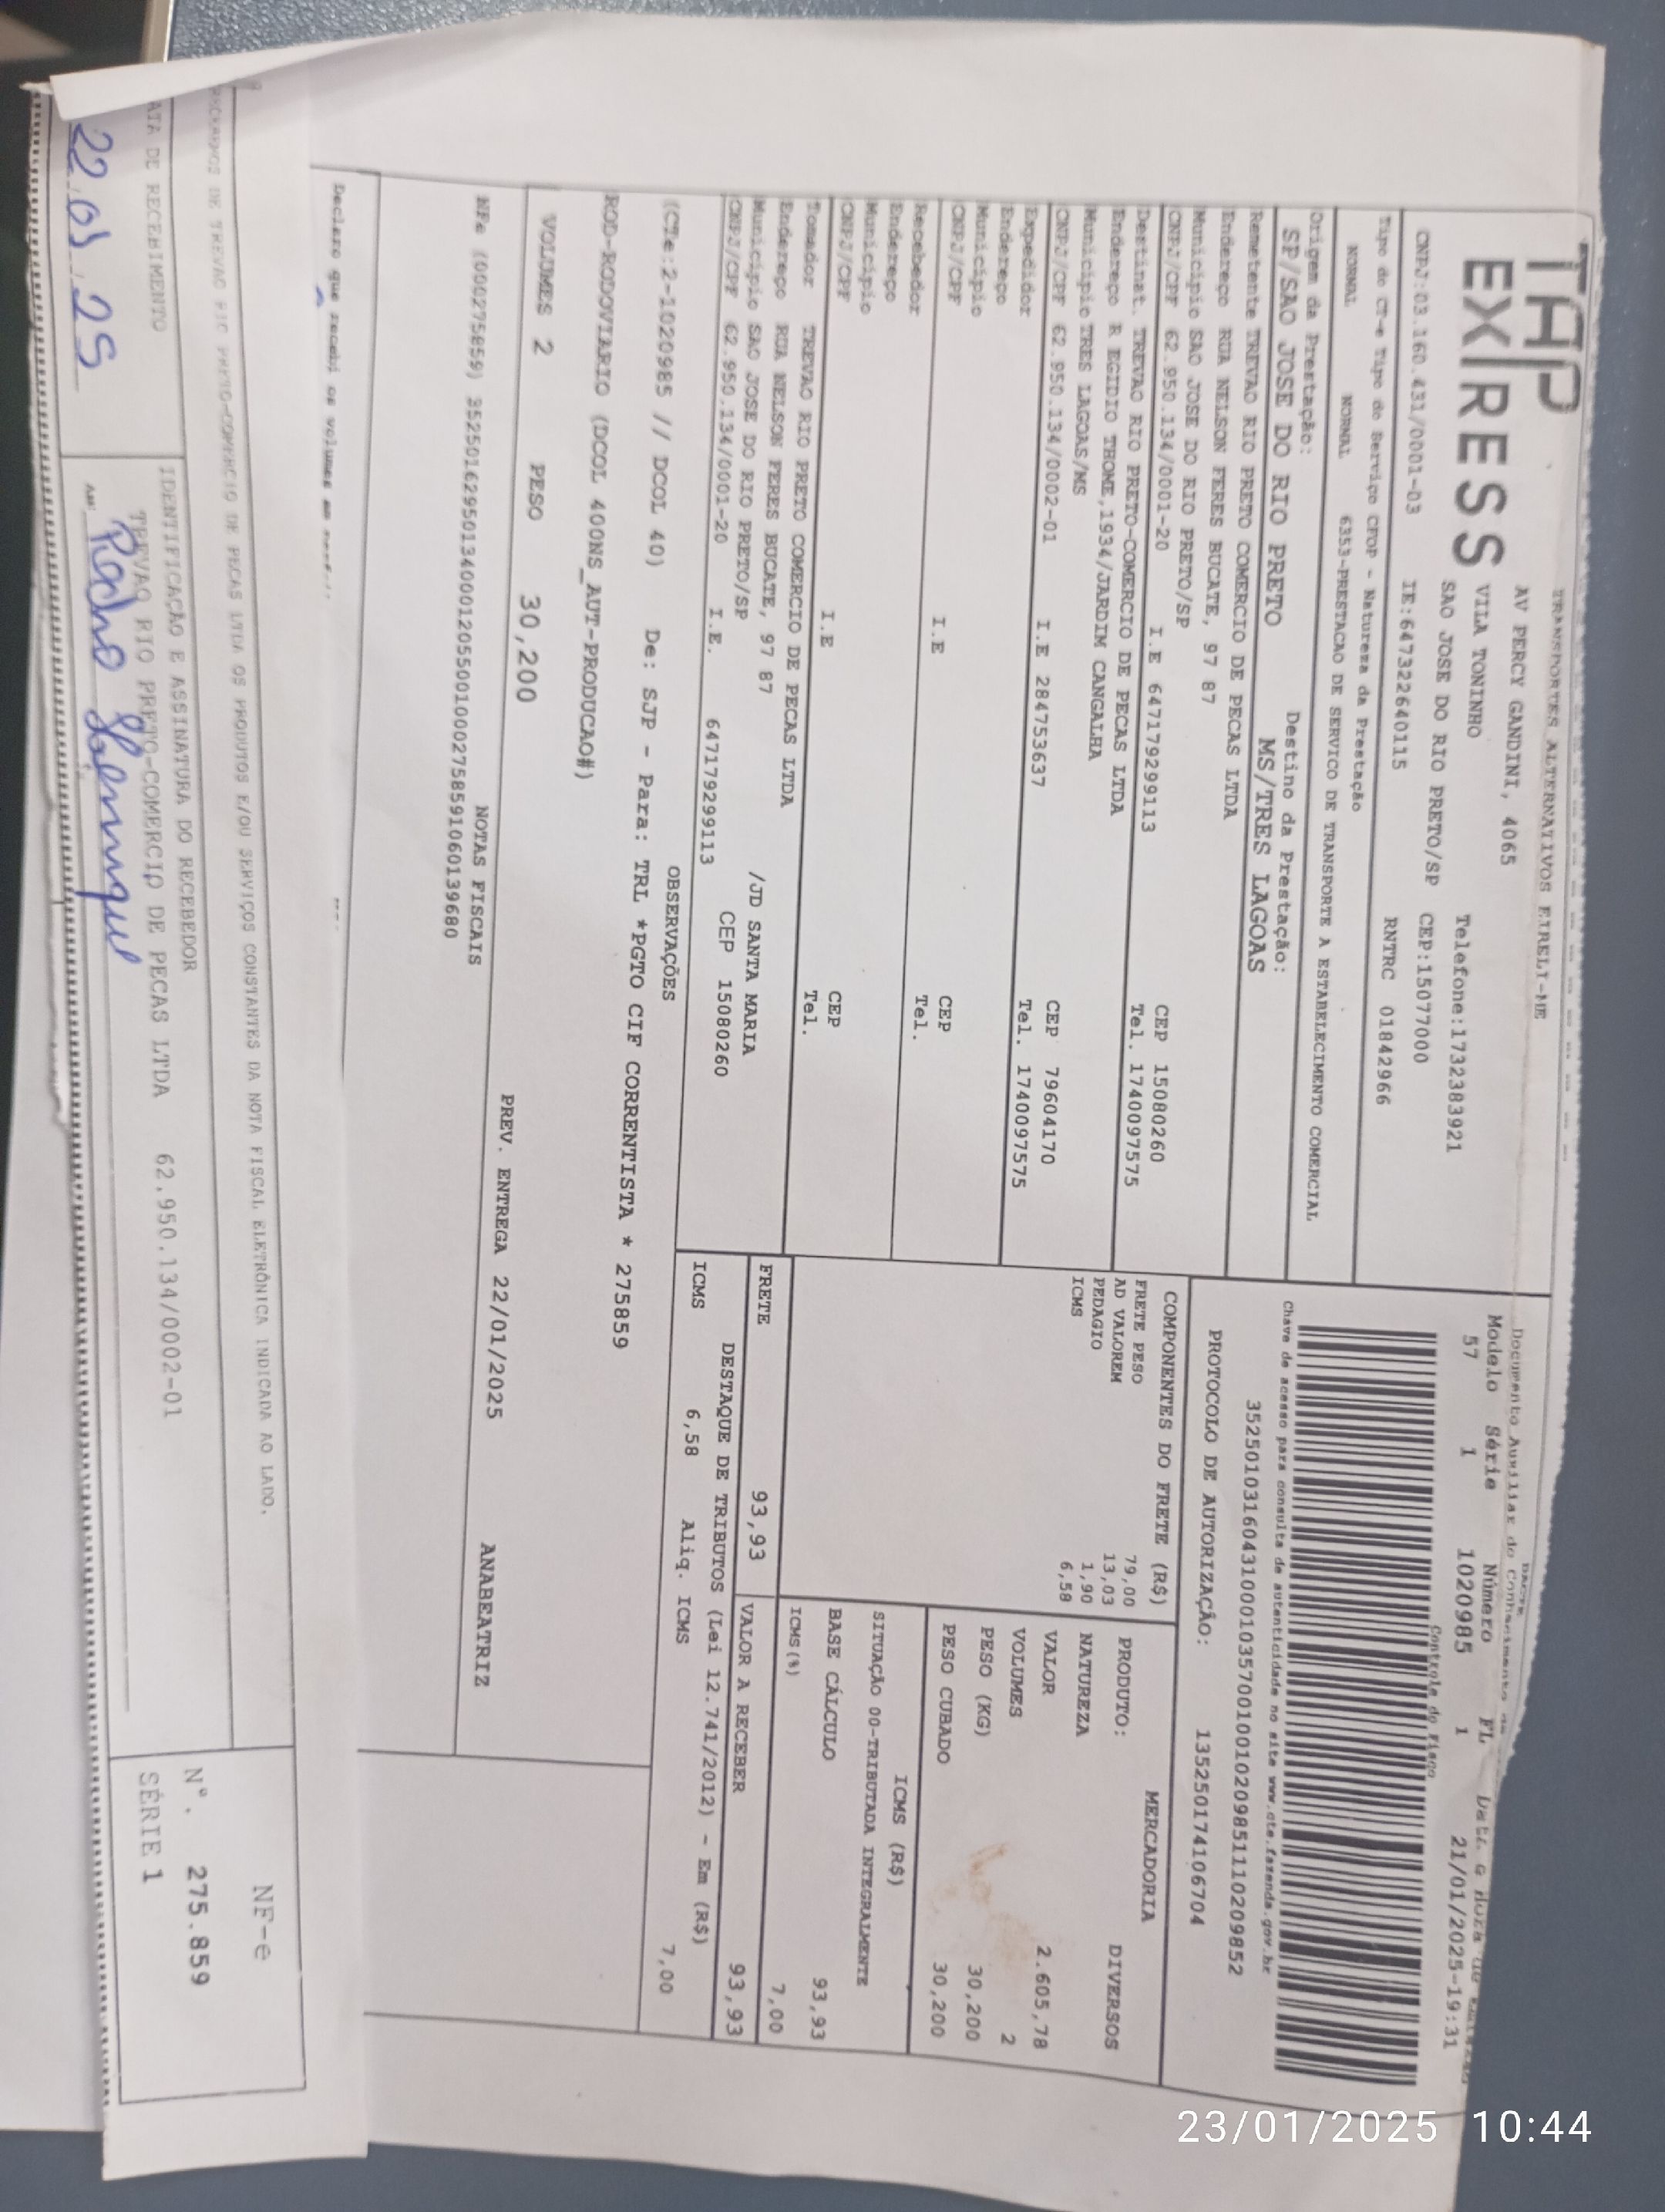 TRANSPORTES ALTERNATIVOS EIRELI-ME
TAP
EXPRESS
AV PERCY GANDINI, 4065
VILA TONINHO
Telefone:1732383921
SAO JOSE DO RIO PRETO/SP
CEP:15077000
CNPJ:03.160.431/0001-03
IE:647322640115
RNTRC 01842966
Documento Auxiliar do Conhecimento de
Modelo Série Número FL
57 1 1020985 1 21/01/2025-19:31
Controle do Fisco
Tipo do CT-e Tipo do Serviço CFOP - Natureza da Prestação
NORMAL NORMAL 6353-PRESTACAO DE SERVICO DE TRANSPORTE A ESTABELECIMENTO COMERCIAL
Origem da Prestação: Destino da Prestação:
SP/SAO JOSE DO RIO PRETO MS/TRES LAGOAS
Chave de acesso para consulta de autenticidade no site www.cte.fazenda.gov.br
35250103160431000103570010010209851110209852
PROTOCOLO DE AUTORIZAÇÃO: 135250174106704
Remetente TREVAO RIO PRETO COMERCIO DE PECAS LTDA
Endereço RUA NELSON FERES BUCATE, 97 87
Município SAO JOSE DO RIO PRETO/SP CEP 15080260
CNPJ/CPF 62.950.134/0001-20 I.E 647179299113 Tel. 1740097575
Destinat. TREVAO RIO PRETO-COMERCIO DE PECAS LTDA
Endereço R EGIDIO THOME,1934/JARDIM CANGALHA
Município TRES LAGOAS/MS CEP 79604170
CNPJ/CPF 62.950.134/0002-01 I.E 284753637 Tel. 1740097575
Expedidor
Endereço
Município CEP
CNPJ/CPF I.E Tel.
Recebedor
Endereço
Município CEP
CNPJ/CPF I.E Tel.
Tomador TREVAO RIO PRETO COMERCIO DE PECAS LTDA
Endereço RUA NELSON FERES BUCATE, 97 87 /JD SANTA MARIA
Município SAO JOSE DO RIO PRETO/SP CEP 15080260
CNPJ/CPF 62.950.134/0001-20 I.E. 647179299113
COMPONENTES DO FRETE (R$)
FRETE PESO 79,00
AD VALOREM 13,03
PEDAGIO 1,90
ICMS 6,58
MERCADORIA
PRODUTO: DIVERSOS
NATUREZA
VALOR 2.605,78
VOLUMES 2
PESO (KG) 30,200
PESO CUBADO 30,200
ICMS (R$)
SITUAÇÃO 00-TRIBUTADA INTEGRALMENTE
BASE CÁLCULO 93,93
ICMS(%) 7,00
FRETE 93,93
VALOR A RECEBER 93,93
DESTAQUE DE TRIBUTOS (Lei 12.741/2012) - Em (R$)
ICMS 6,58 Aliq. ICMS 7,00
OBSERVAÇÕES
(CTe:2-1020985 // DCOL 40) De: SJP - Para: TRL *PGTO CIF CORRENTISTA * 275859
ROD-RODOVIARIO (DCOL 400NS_AUT-PRODUCAO#)
VOLUMES 2 PESO 30,200 PREV. ENTREGA 22/01/2025 ANABEATRIZ
NOTAS FISCAIS
NFe (000275859) 35250162950134000120550010002758591060139680
Declaro que recebi os volumes
DE TREVAO RIO PRETO-COMERCIO DE PECAS LTDA OS PRODUTOS E/OU SERVIÇOS CONSTANTES DA NOTA FISCAL ELETRÔNICA INDICADA AO LADO.
ATA DE RECEBIMENTO
22 01 25
IDENTIFICAÇÃO E ASSINATURA DO RECEBEDOR
TREVAO RIO PRETO-COMERCIO DE PECAS LTDA 62.950.134/0002-01
Ass:
NF-e
Nº. 275.859
SÉRIE 1
23/01/2025 10:44